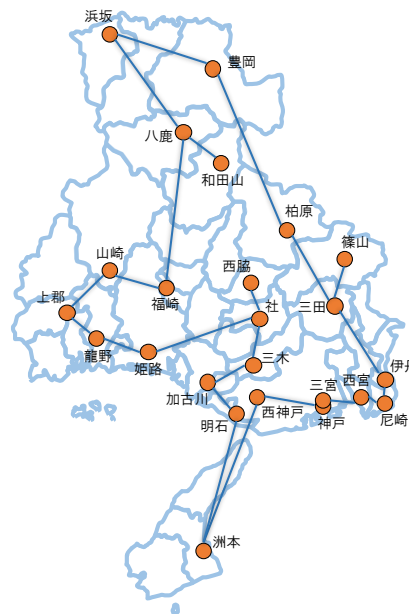 浜坂
豊岡
八鹿
和田山
柏原
山崎
西脇
篠山
上郡
福崎
社
三田
龍野
姫路
三木
伊丹
加古川
三宮
西宮
明石
西神戸
神戸
尼崎
洲本